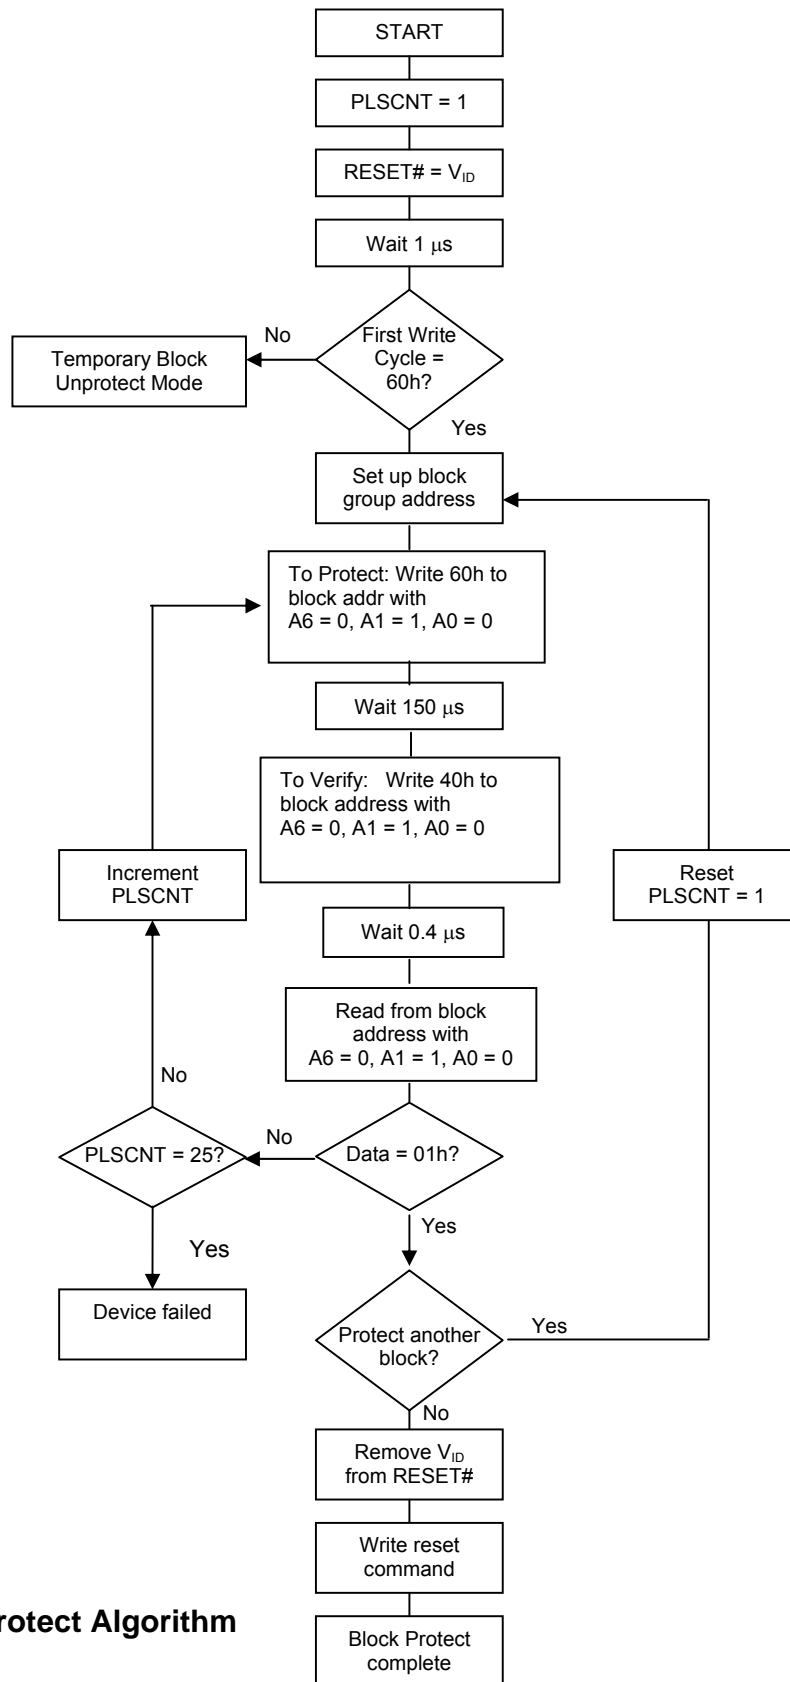 START
PLSCNT = 1
RESET# = VID
Wait 1 μs
First Write
Cycle =
60h?
No
Temporary Block
Unprotect Mode
Yes
Set up block
group address
To Protect: Write 60h to
block addr with
A6 = 0, A1 = 1, A0 = 0
Wait 150 μs
To Verify:   Write 40h to
block address with
A6 = 0, A1 = 1, A0 = 0
Increment
PLSCNT
Reset
PLSCNT = 1
Wait 0.4 μs
Read from block
address with
A6 = 0, A1 = 1, A0 = 0
No
PLSCNT = 25?
No
Data = 01h?
Yes
Yes
Device failed
Protect another
block?
Yes
No
Remove VID
from RESET#
Write reset
command
rotect Algorithm
Block Protect
complete